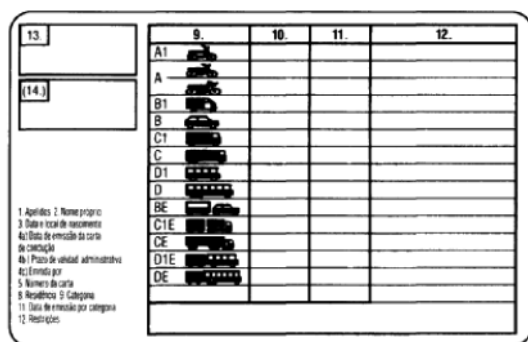 13.
(14.)
9. 10. 11. 12.
A1
A
B1
B
C1
C
D1
D
BE
C1E
CE
D1E
DE
1. Apelidos 2. Nome próprio
3. Data e local de nascimento
4a) Data de emissão da carta
de condução
4b) Prazo de validad administrativa
4c) Emitida por
5 Número da carta
8 Residência 9 Categoria
11 Data de emissão por categoria
12 Restrições